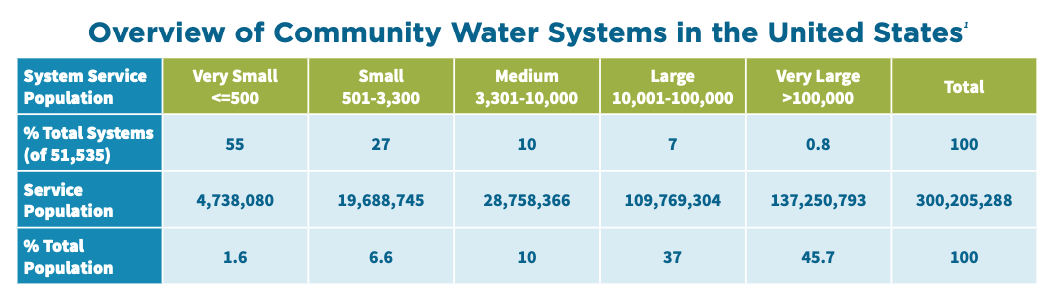 Overview of Community Water Systems in the United States¹
System Service Population Very Small <=500 Small 501-3,300 Medium 3,301-10,000 Large 10,001-100,000 Very Large >100,000 Total
% Total Systems (of 51,535) 55 27 10 7 0.8 100
Service Population 4,738,080 19,688,745 28,758,366 109,769,304 137,250,793 300,205,288
% Total Population 1.6 6.6 10 37 45.7 100